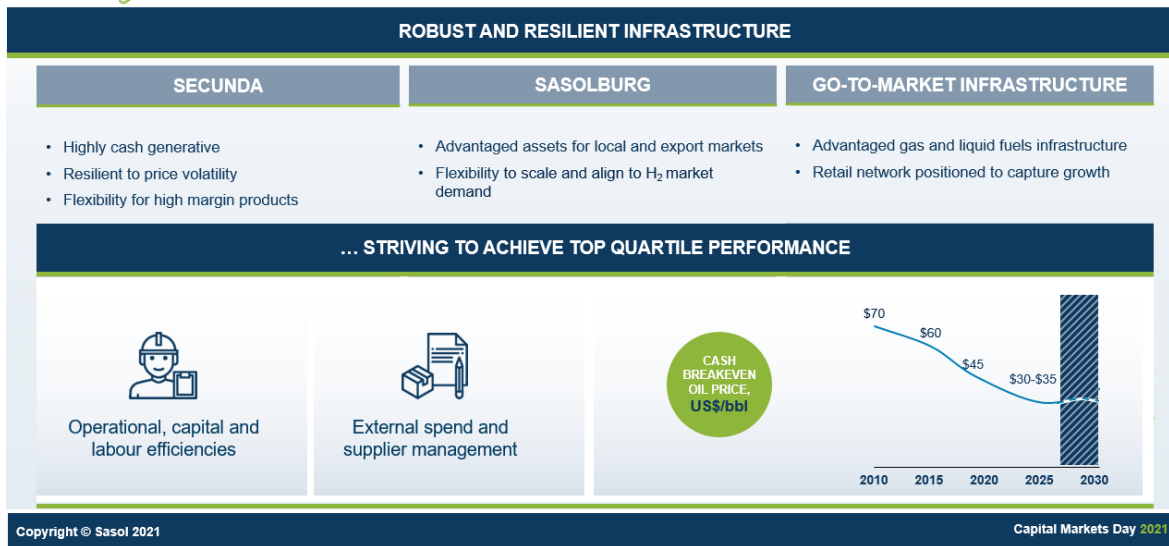 ROBUST AND RESILIENT INFRASTRUCTURE
SECUNDA
• Highly cash generative
• Resilient to price volatility
• Flexibility for high margin products
SASOLBURG
• Advantaged assets for local and export markets
• Flexibility to scale and align to H₂ market
demand
GO-TO-MARKET INFRASTRUCTURE
• Advantaged gas and liquid fuels infrastructure
• Retail network positioned to capture growth
... STRIVING TO ACHIEVE TOP QUARTILE PERFORMANCE
Operational, capital and
labour efficiencies
External spend and
supplier management
CASH
BREAKEVEN
OIL PRICE,
US$/bbl
$70
$60
$45
$30-$35
2010 2015 2020 2025 2030
Copyright © Sasol 2021
Capital Markets Day 2021